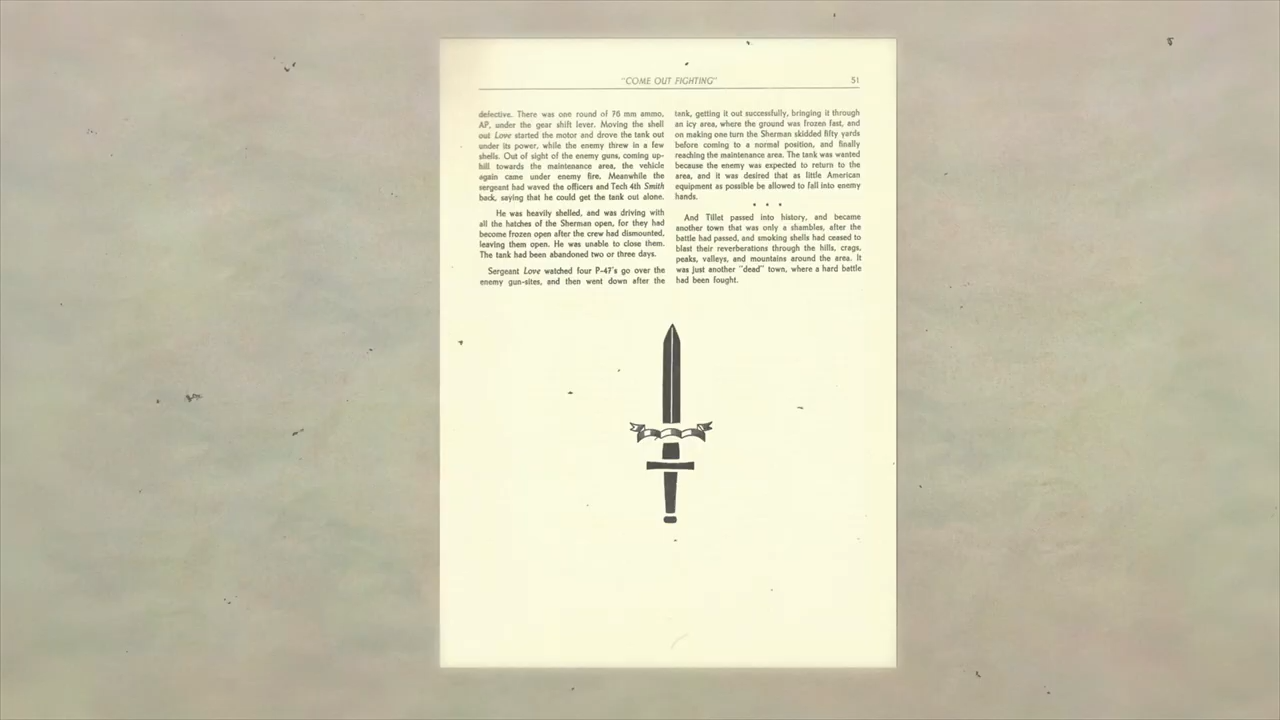 "COME OUT FIGHTING"
51
defective. There was one round of 76 mm ammo,
AP, under the gear shift lever. Moving the shell
out Love started the motor and drove the tank out
under its power, while the enemy threw in a few
shells. Out of sight of the enemy guns, coming up-
hill towards the maintenance area, the vehicle
again came under enemy fire. Meanwhile the
sergeant had waved the officers and Tech 4th Smith
back, saying that he could get the tank out alone.
He was heavily shelled, and was driving with
all the hatches of the Sherman open, for they had
become frozen open after the crew had dismounted,
leaving them open. He was unable to close them.
The tank had been abandoned two or three days.
Sergeant Love watched four P-47's go over the
enemy gun-sites, and then went down after the
tank, getting it out successfully, bringing it through
an icy area, where the ground was frozen fast, and
on making one turn the Sherman skidded fifty yards
before coming to a normal position, and finally
reaching the maintenance area. The tank was wanted
because the enemy was expected to return to the
area, and it was desired that as little American
equipment as possible be allowed to fall into enemy
hands.
* * *
And Tillet passed into history, and became
another town that was only a shambles, after the
battle had passed, and smoking shells had ceased to
blast their reverberations through the hills, crags,
peaks, valleys, and mountains around the area. It
was just another "dead" town, where a hard battle
had been fought.